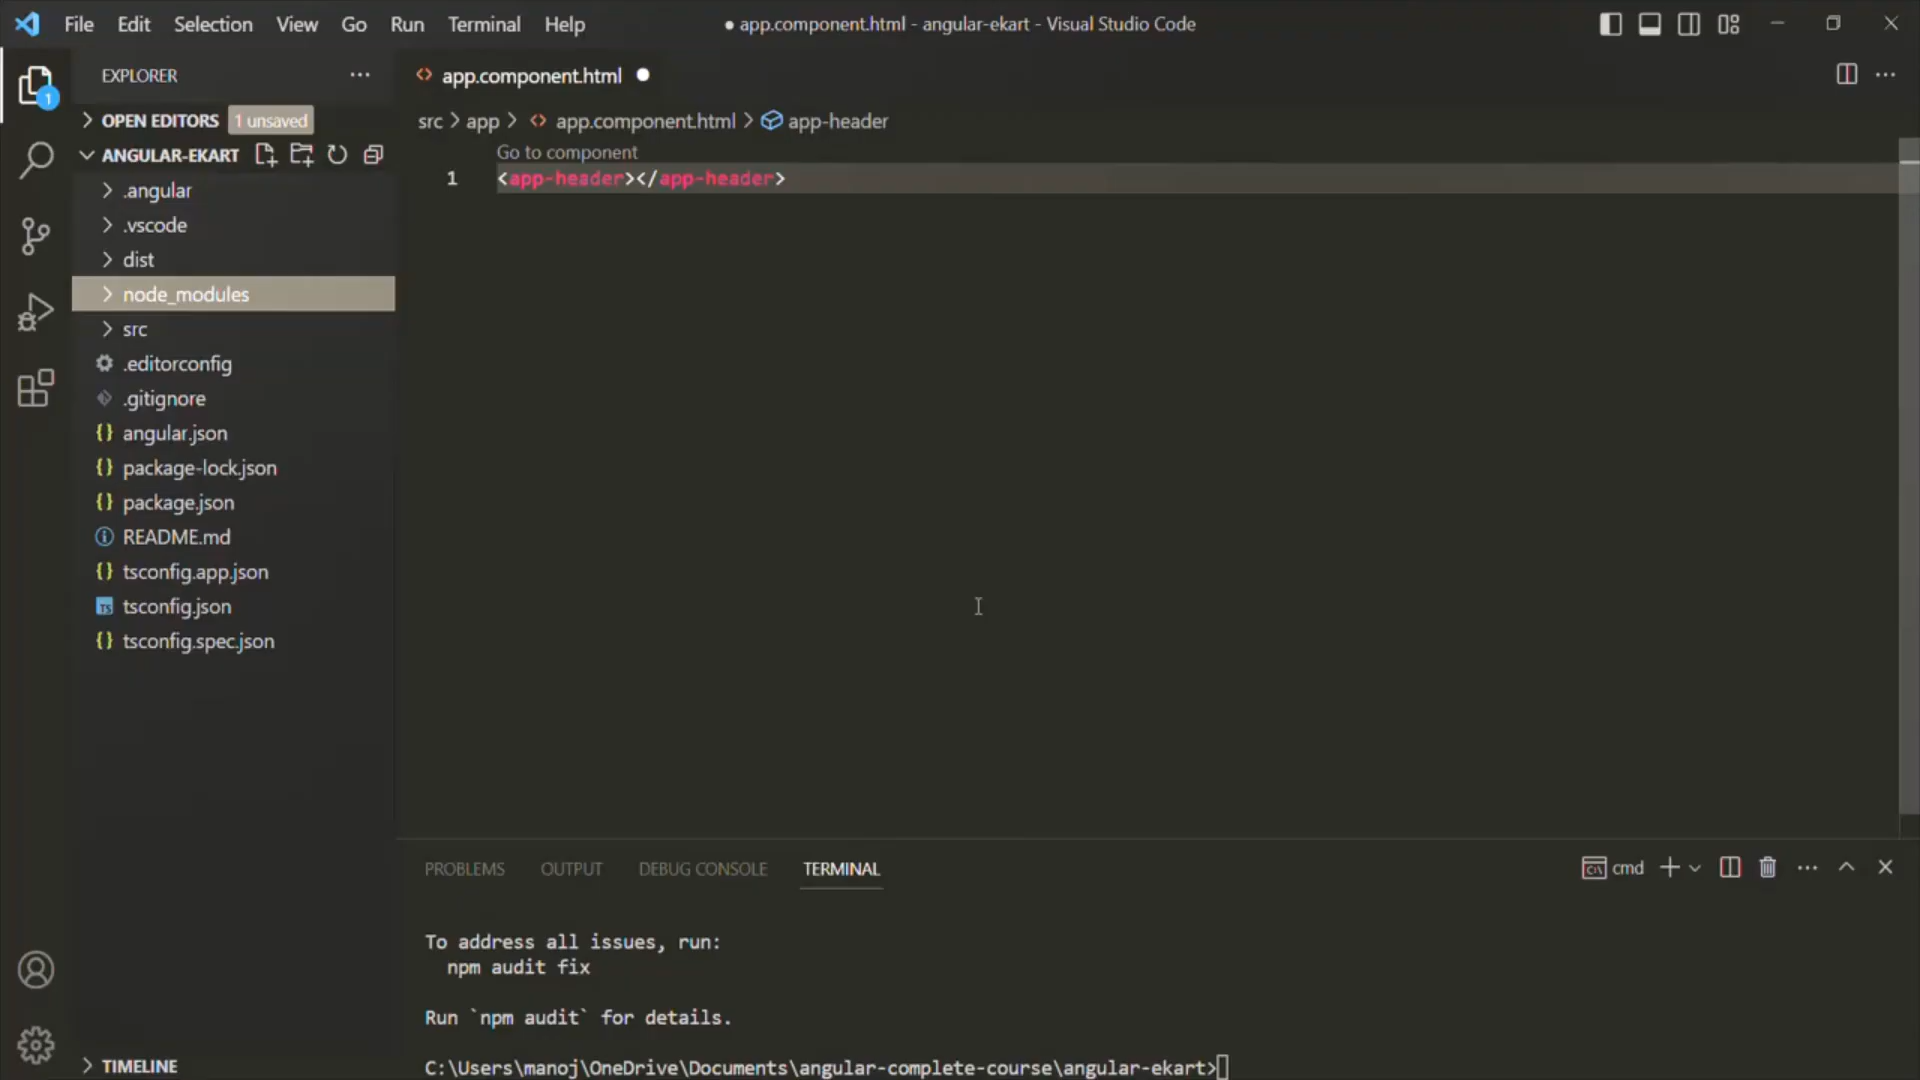 File Edit Selection View Go Run Terminal Help
● app.component.html - angular-ekart - Visual Studio Code
EXPLORER
1
OPEN EDITORS 1 unsaved
ANGULAR-EKART
.angular
.vscode
dist
node_modules
src
.editorconfig
.gitignore
{} angular.json
{} package-lock.json
{} package.json
README.md
{} tsconfig.app.json
TS tsconfig.json
{} tsconfig.spec.json
TIMELINE
<> app.component.html ●
src > app > <> app.component.html > app-header
Go to component
1 <app-header></app-header>
PROBLEMS OUTPUT DEBUG CONSOLE TERMINAL
cmd
To address all issues, run:
npm audit fix
Run `npm audit` for details.
C:\Users\manoj\OneDrive\Documents\angular-complete-course\angular-ekart>